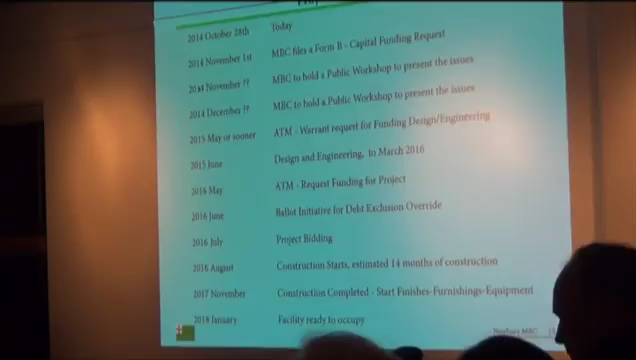 2014 October 28th Today
2014 November 1st MBC files a Form B - Capital Funding Request
2014 November ?? MBC to hold a Public Workshop to present the issues
2014 December ?? MBC to hold a Public Workshop to present the issues
2015 May or sooner ATM - Warrant request for Funding Design/Engineering
2015 June Design and Engineering, to March 2016
2016 May ATM - Request Funding for Project
2016 June Ballot Initiative for Debt Exclusion Override
2016 July Project Bidding
2016 August Construction Starts, estimated 14 months of construction
2017 November Construction Completed - Start Finishes-Furnishings-Equipment
2018 January Facility ready to occupy
Newbury MBC